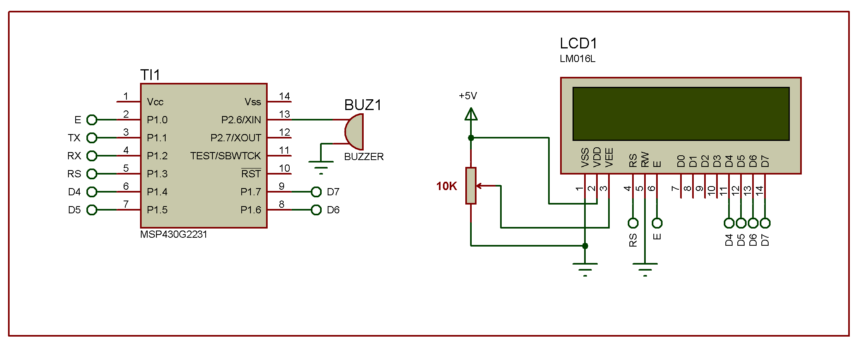 TI1
1 Vcc Vss 14
E 2 P1.0 P2.6/XIN 13
TX 3 P1.1 P2.7/XOUT 12
RX 4 P1.2 TEST/SBWTCK 11
RS 5 P1.3 RST 10
D4 6 P1.4 P1.7 9 D7
D5 7 P1.5 P1.6 8 D6
MSP430G2231
BUZ1
BUZZER
+5V
10K
LCD1
LM016L
VSS VDD VEE RS RW E D0 D1 D2 D3 D4 D5 D6 D7
1 2 3 4 5 6 7 8 9 10 11 12 13 14
RS E D4 D5 D6 D7